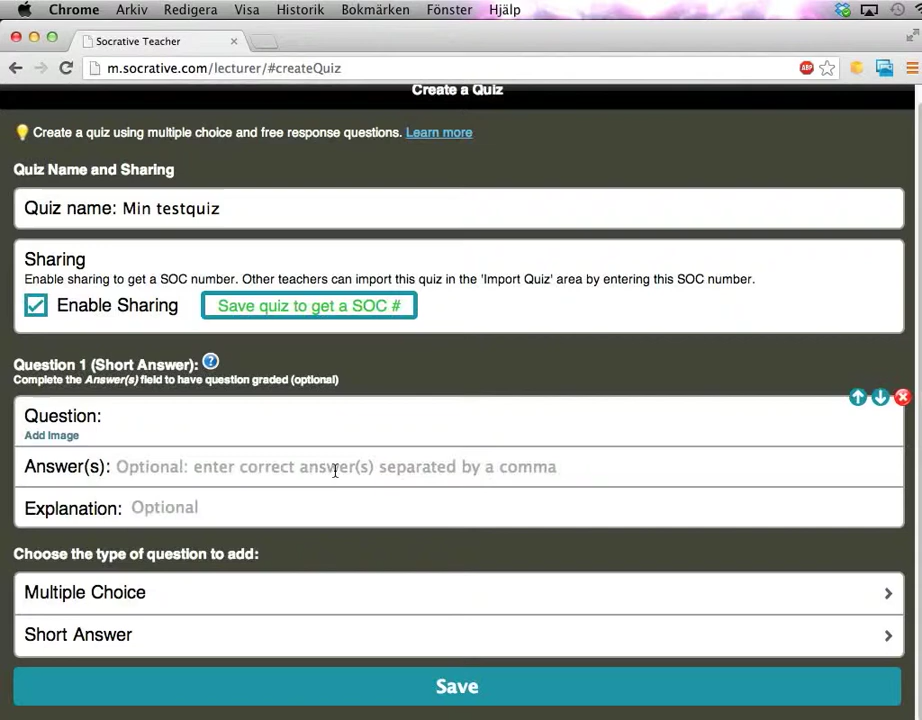 Chrome Arkiv Redigera Visa Historik Bokmärken Fönster Hjälp
Socrative Teacher
m.socrative.com/lecturer/#createQuiz
ABP
Create a Quiz
Create a quiz using multiple choice and free response questions. Learn more
Quiz Name and Sharing
Quiz name: Min testquiz
Sharing
Enable sharing to get a SOC number. Other teachers can import this quiz in the 'Import Quiz' area by entering this SOC number.
Enable Sharing Save quiz to get a SOC #
Question 1 (Short Answer): ?
Complete the Answer(s) field to have question graded (optional)
Question:
Add Image
Answer(s): Optional: enter correct answer(s) separated by a comma
Explanation: Optional
Choose the type of question to add:
Multiple Choice
Short Answer
Save